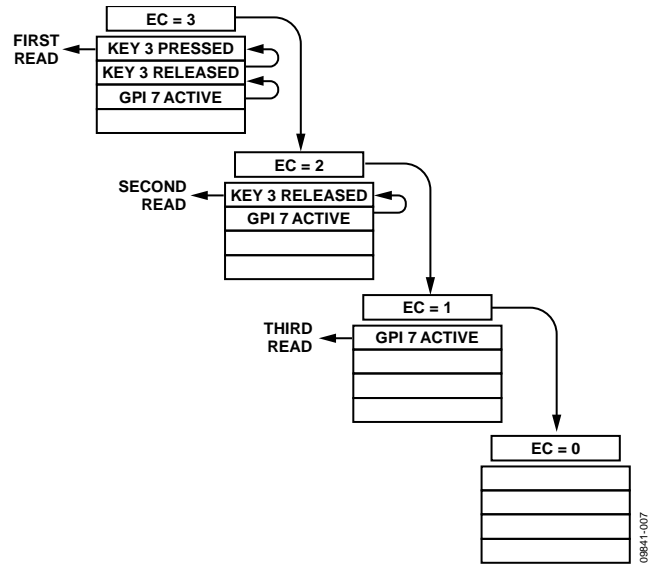 EC = 3
FIRST
READ
KEY 3 PRESSED
KEY 3 RELEASED
GPI 7 ACTIVE
EC = 2
SECOND
READ
KEY 3 RELEASED
GPI 7 ACTIVE
EC = 1
THIRD
READ
GPI 7 ACTIVE
EC = 0
09841-007